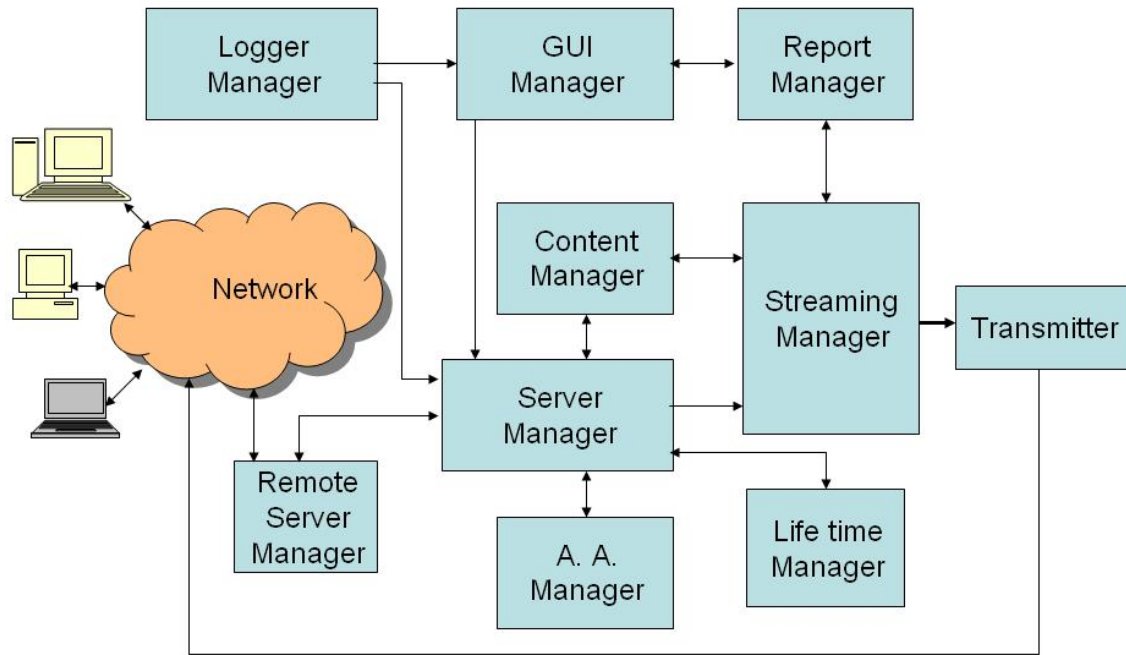 Logger
Manager
GUI
Manager
Report
Manager
Network
Content
Manager
Streaming
Manager
Transmitter
Server
Manager
Remote
Server
Manager
A. A.
Manager
Life time
Manager